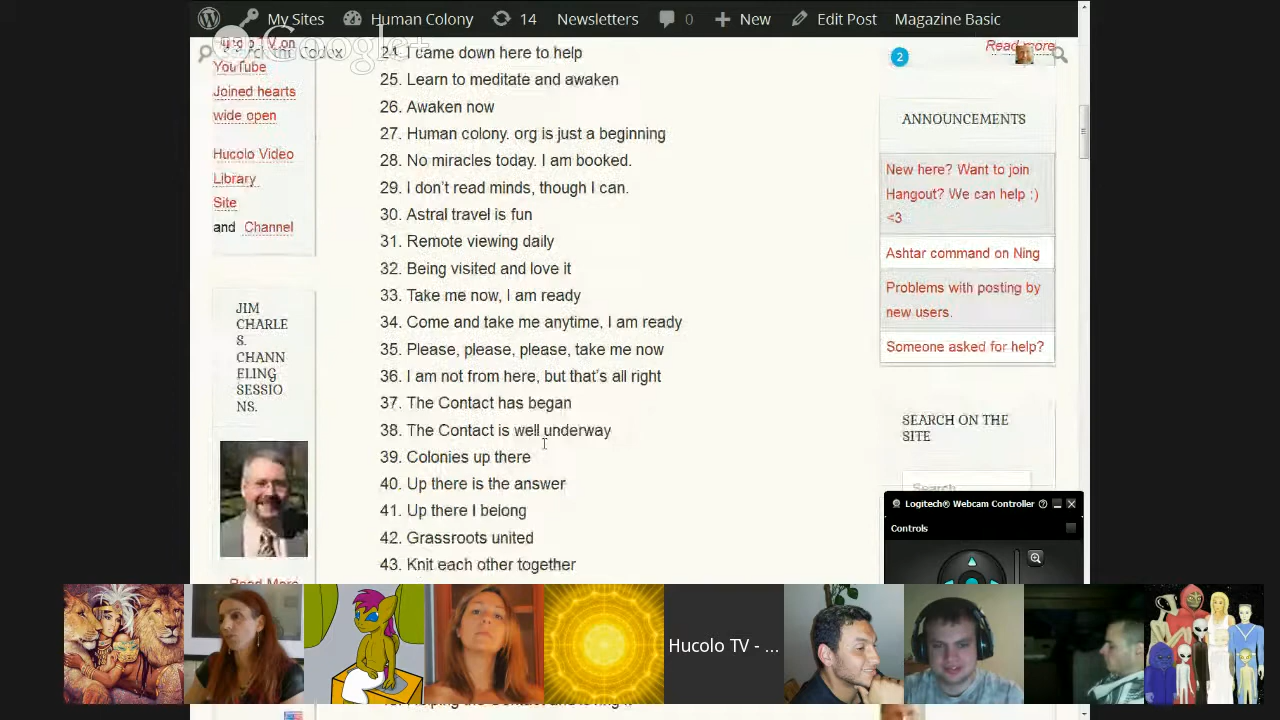 My Sites Human Colony 14 Newsletters 0 New Edit Post Magazine Basic
Google+
Hucolo TV on
YouTube
Joined hearts
wide open
Hucolo Video
Library
Site
and Channel
JIM
CHARLE
S.
CHANN
ELING
SESSIO
NS.
Read More
24. I came down here to help
25. Learn to meditate and awaken
26. Awaken now
27. Human colony. org is just a beginning
28. No miracles today. I am booked.
29. I don't read minds, though I can.
30. Astral travel is fun
31. Remote viewing daily
32. Being visited and love it
33. Take me now, I am ready
34. Come and take me anytime, I am ready
35. Please, please, please, take me now
36. I am not from here, but that's all right
37. The Contact has began
38. The Contact is well underway
39. Colonies up there
40. Up there is the answer
41. Up there I belong
42. Grassroots united
43. Knit each other together
2
Read more
ANNOUNCEMENTS
New here? Want to join
Hangout? We can help :)
<3
Ashtar command on Ning
Problems with posting by
new users.
Someone asked for help?
SEARCH ON THE
SITE
Search
Logitech® Webcam Controller
Controls
Hucolo TV - ...